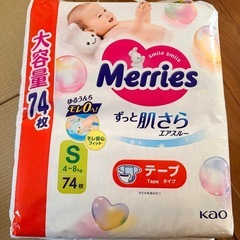 大容量
74枚
Smile Smile
Merries
ずっと肌さら
エアスルー
ゆるうんち
モレ0へ!
モレ安心
フィット
S
4~8kg
74枚
テープ
Tape タイプ
Kao